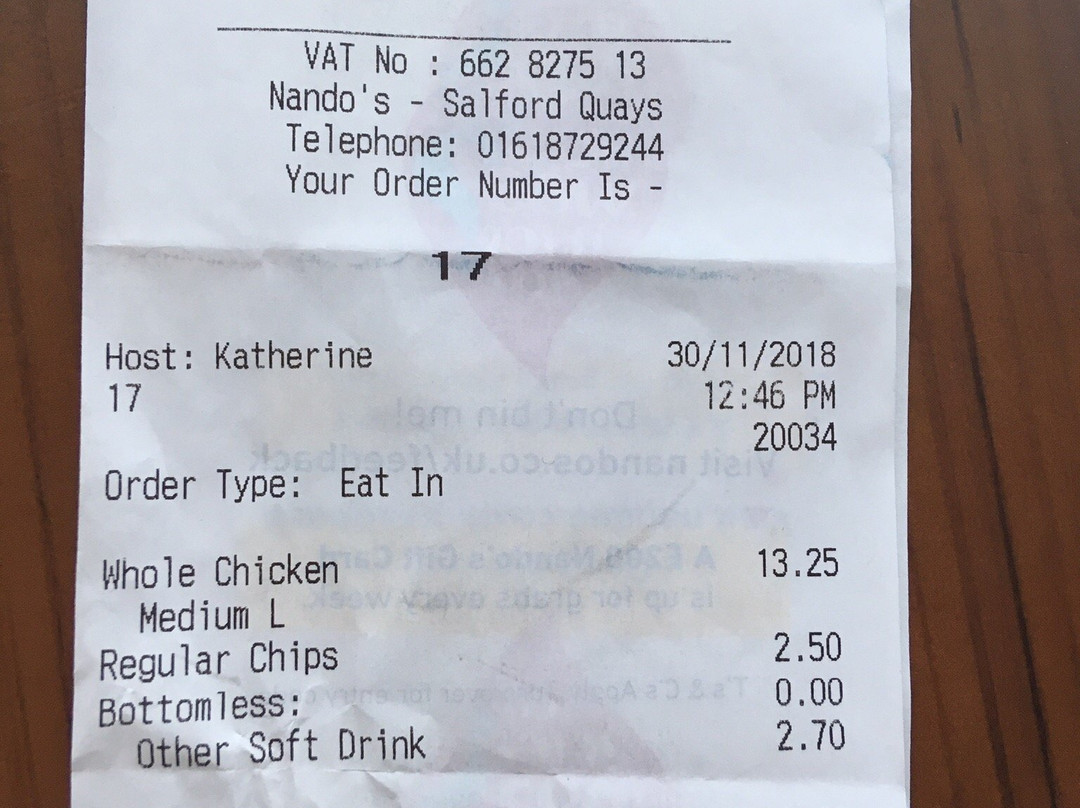 VAT No : 662 8275 13
Nando's - Salford Quays
Telephone: 01618729244
Your Order Number Is -
17
Host: Katherine 30/11/2018
17 12:46 PM
20034
Order Type: Eat In
Whole Chicken 13.25
Medium L
Regular Chips 2.50
Bottomless: 0.00
Other Soft Drink 2.70